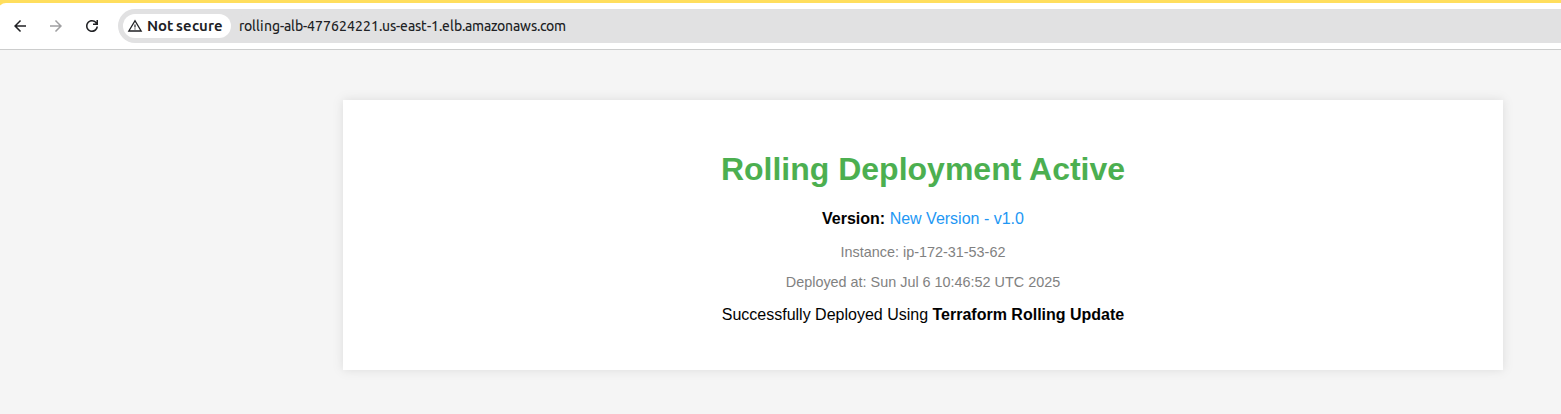 Not secure rolling-alb-477624221.us-east-1.elb.amazonaws.com
Rolling Deployment Active
Version: New Version - v1.0
Instance: ip-172-31-53-62
Deployed at: Sun Jul 6 10:46:52 UTC 2025
Successfully Deployed Using Terraform Rolling Update